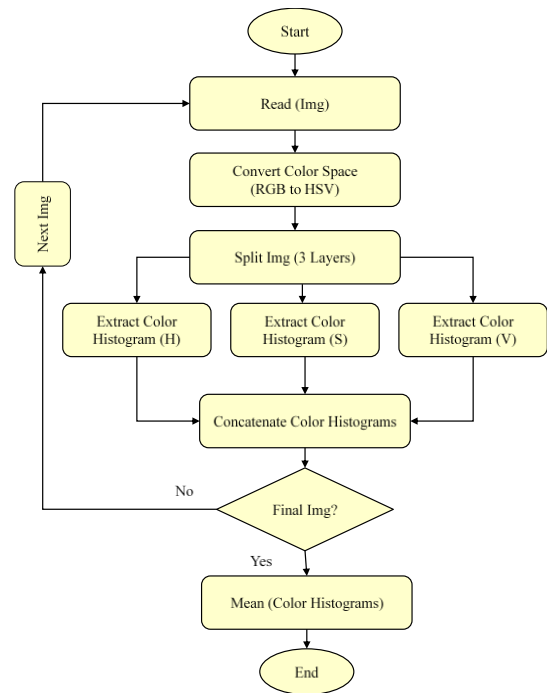 Start
Read (Img)
Convert Color Space
(RGB to HSV)
Next Img
Split Img (3 Layers)
Extract Color
Histogram (H)
Extract Color
Histogram (S)
Extract Color
Histogram (V)
Concatenate Color Histograms
No
Final Img?
Yes
Mean (Color Histograms)
End